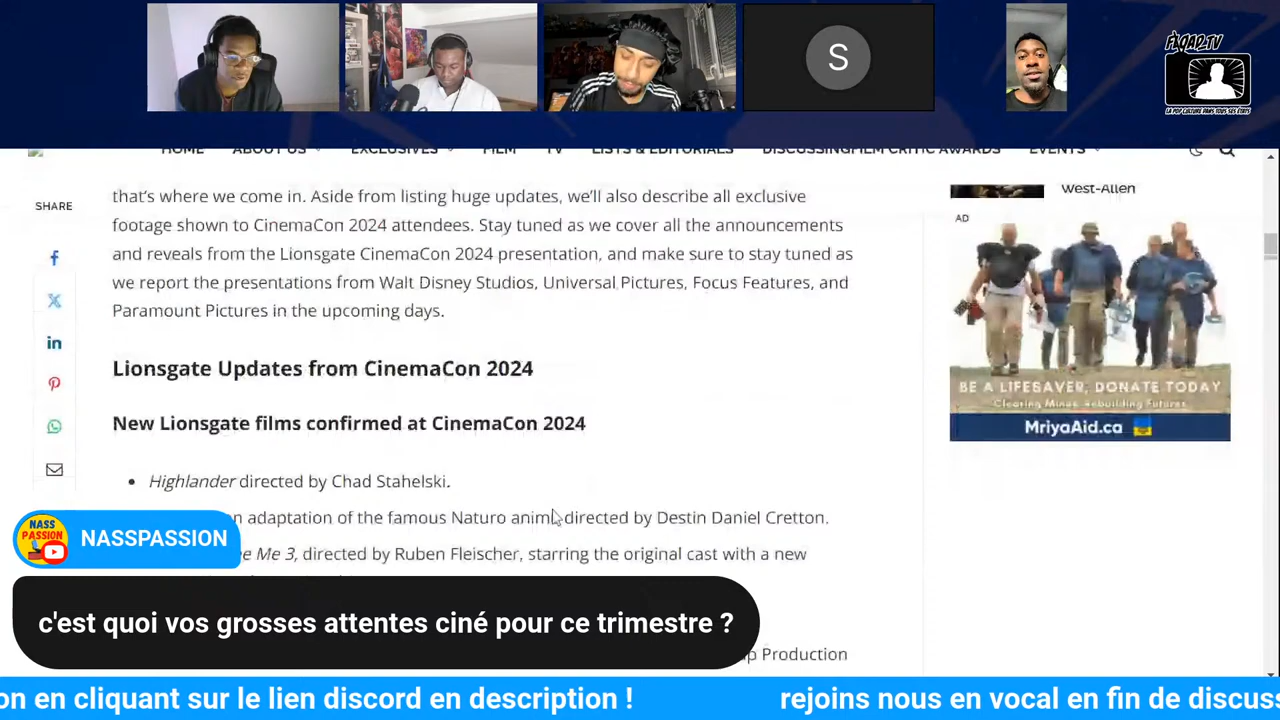 S
FKQAP.TV
LA POP CULTURE DANS TOUS SES ÉTATS
HOME ABOUT US EXCLUSIVES FILM TV LISTS & EDITORIALS DISCUSSINGFILM CRITIC AWARDS EVENTS
SHARE
that's where we come in. Aside from listing huge updates, we'll also describe all exclusive
footage shown to CinemaCon 2024 attendees. Stay tuned as we cover all the announcements
and reveals from the Lionsgate CinemaCon 2024 presentation, and make sure to stay tuned as
we report the presentations from Walt Disney Studios, Universal Pictures, Focus Features, and
Paramount Pictures in the upcoming days.
Lionsgate Updates from CinemaCon 2024
New Lionsgate films confirmed at CinemaCon 2024
• Highlander directed by Chad Stahelski.
n adaptation of the famous Naturo anime directed by Destin Daniel Cretton.
e Me 3, directed by Ruben Fleischer, starring the original cast with a new
p Production
West-Allen
AD
BE A LIFESAVER, DONATE TODAY
Clearing Mines, Rebuilding Futures
MriyaAid.ca
NASS
PASSION
NASSPASSION
c'est quoi vos grosses attentes ciné pour ce trimestre ?
on en cliquant sur le lien discord en description ! rejoins nous en vocal en fin de discuss